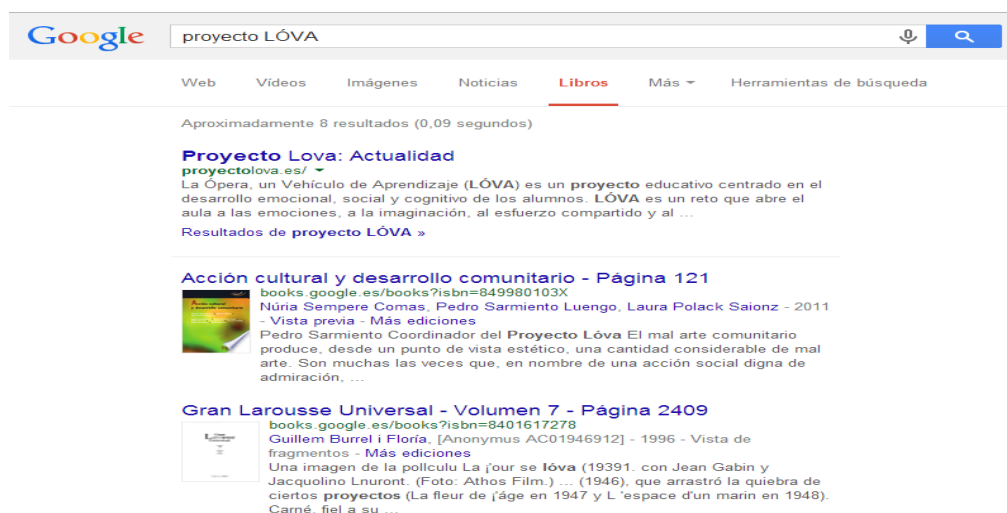 Google proyecto LÓVA
Web Vídeos Imágenes Noticias Libros Más Herramientas de búsqueda
Aproximadamente 8 resultados (0,09 segundos)
Proyecto Lova: Actualidad
proyectolova.es/
La Ópera, un Vehículo de Aprendizaje (LÓVA) es un proyecto educativo centrado en el
desarrollo emocional, social y cognitivo de los alumnos. LÓVA es un reto que abre el
aula a las emociones, a la imaginación, al esfuerzo compartido y al ...
Resultados de proyecto LÓVA »
Acción cultural y desarrollo comunitario - Página 121
books.google.es/books?isbn=849980103X
Núria Sempere Comas, Pedro Sarmiento Luengo, Laura Polack Saionz - 2011
- Vista previa - Más ediciones
Pedro Sarmiento Coordinador del Proyecto Lóva El mal arte comunitario
produce, desde un punto de vista estético, una cantidad considerable de mal
arte. Son muchas las veces que, en nombre de una acción social digna de
admiración, ...
Gran Larousse Universal - Volumen 7 - Página 2409
books.google.es/books?isbn=8401617278
Guillem Burrel i Floría, [Anonymus AC01946912] - 1996 - Vista de
fragmentos - Más ediciones
Una imagen de la pollculu La j'our se lóva (19391. con Jean Gabin y
Jacquolino Lnuront. (Foto: Athos Film.) ... (1946), que arrastró la quiebra de
ciertos proyectos (La fleur de j'áge en 1947 y L 'espace d'un marin en 1948).
Carné, fiel a su ...